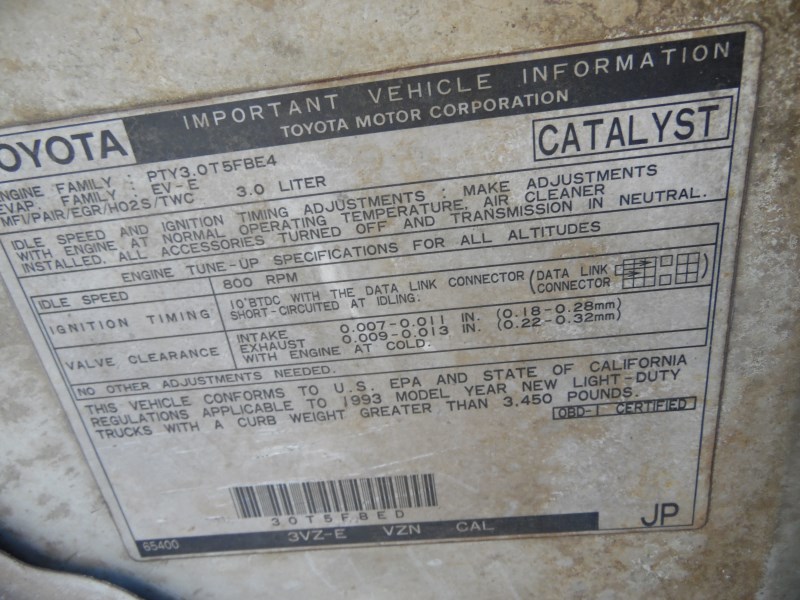 OYOTA
IMPORTANT VEHICLE INFORMATION
TOYOTA MOTOR CORPORATION
CATALYST
ENGINE FAMILY : PTY3.0T5FBE4
EVAP. FAMILY : EV-E 3.0 LITER
MFI/PAIR/EGR/HO2S/TWC
IDLE SPEED AND IGNITION TIMING ADJUSTMENTS : MAKE ADJUSTMENTS
WITH ENGINE AT NORMAL OPERATING TEMPERATURE, AIR CLEANER
INSTALLED, ALL ACCESSORIES TURNED OFF AND TRANSMISSION IN NEUTRAL.
ENGINE TUNE-UP SPECIFICATIONS FOR ALL ALTITUDES
IDLE SPEED 800 RPM
IGNITION TIMING 10°BTDC WITH THE DATA LINK CONNECTOR (DATA LINK
SHORT-CIRCUITED AT IDLING: CONNECTOR )
VALVE CLEARANCE INTAKE 0.007-0.011 IN. (0.18-0.28mm)
EXHAUST 0.009-0.013 IN. (0.22-0.32mm)
WITH ENGINE AT COLD.
NO OTHER ADJUSTMENTS NEEDED.
THIS VEHICLE CONFORMS TO U.S. EPA AND STATE OF CALIFORNIA
REGULATIONS APPLICABLE TO 1993 MODEL YEAR NEW LIGHT-DUTY
TRUCKS WITH A CURB WEIGHT GREATER THAN 3,450 POUNDS.
OBD-I CERTIFIED
30T5FBED
65400 3VZ-E VZN CAL JP